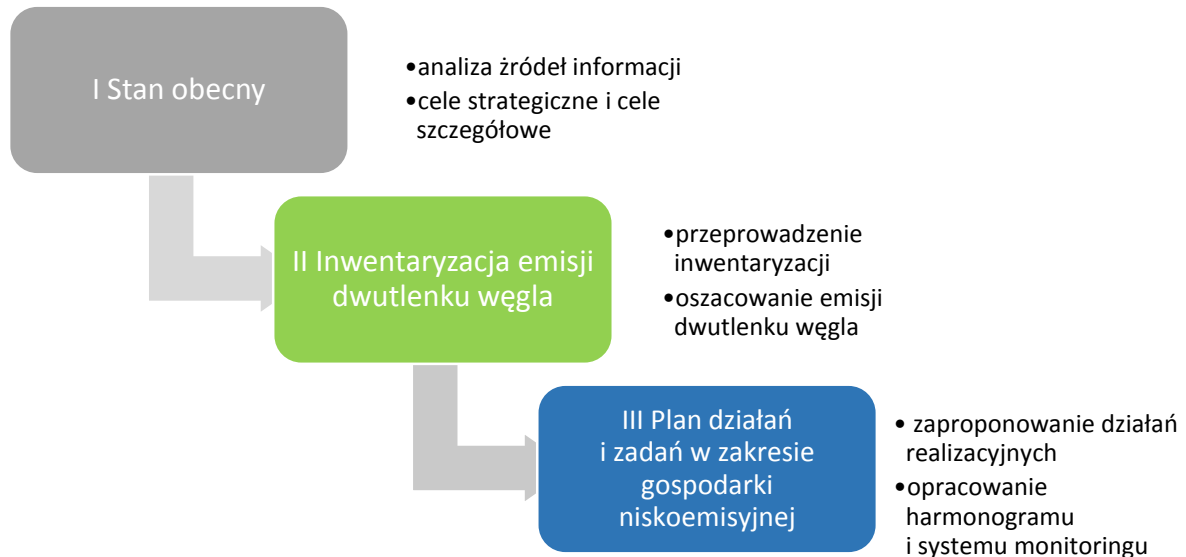 I Stan obecny
•analiza żródeł informacji
•cele strategiczne i cele
szczegółowe
II Inwentaryzacja emisji
dwutlenku węgla
•przeprowadzenie
inwentaryzacji
•oszacowanie emisji
dwutlenku węgla
III Plan działań
i zadań w zakresie
gospodarki
niskoemisyjnej
• zaproponowanie działań
realizacyjnych
•opracowanie
harmonogramu
i systemu monitoringu